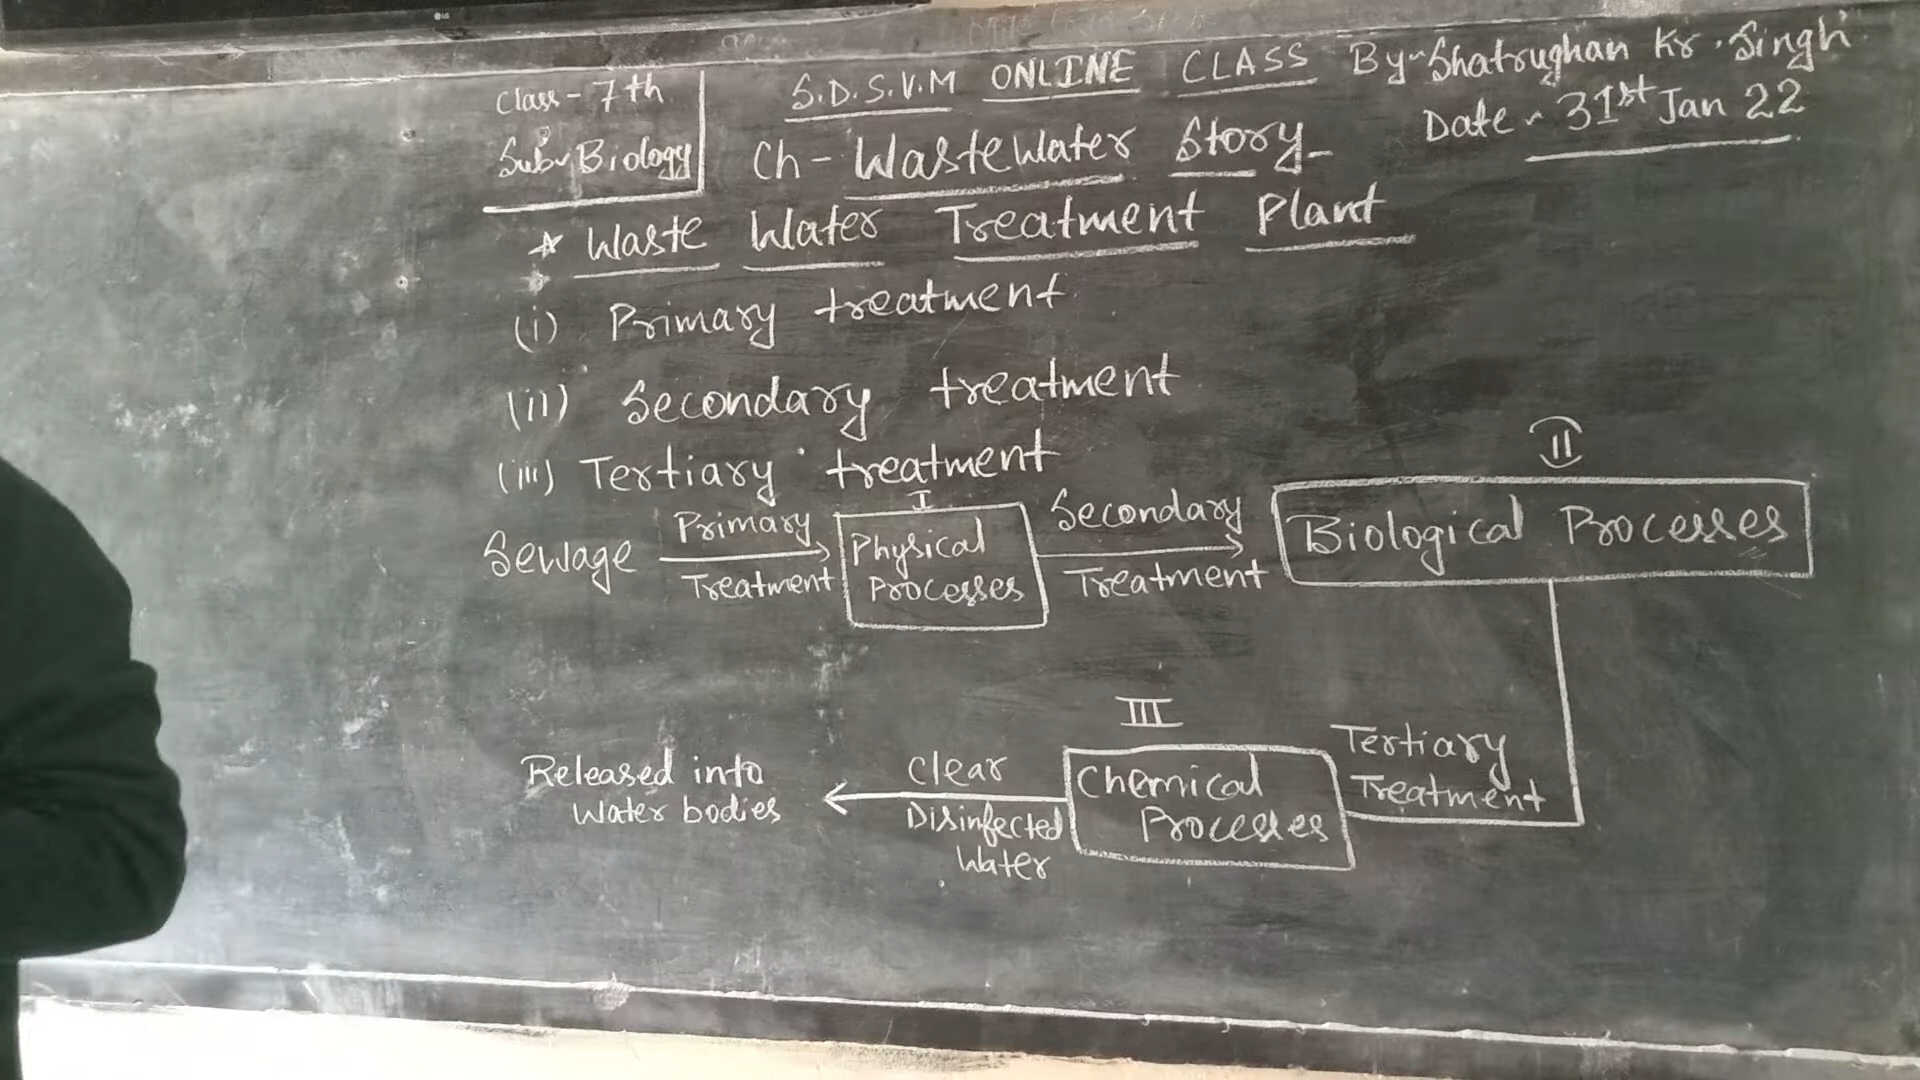 LG
Class - 7th
Sub - Biology
S.D.S.V.M ONLINE CLASS By - Shatrughan Kr. Singh
Date - 31st Jan 22
Ch - Wastewater Story
* Waste Water Treatment Plant
(i) Primary treatment
(ii) Secondary treatment
(iii) Tertiary treatment
Sewage
Primary
Treatment
I
Physical
Processes
Secondary
Treatment
II
Biological Processes
Tertiary
Treatment
III
Chemical
Processes
Clear
Disinfected
Water
Released into
Water bodies